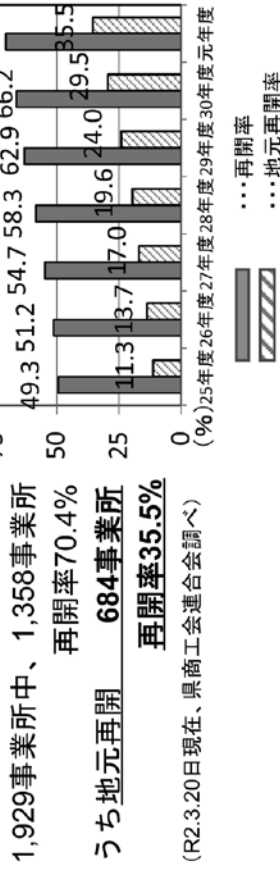 1,929事業所中、1,358事業所
再開率70.4%
うち地元再開 684事業所
再開率35.5%
(R2.3.20日現在、県商工会連合会調べ)
50
25
0
(%)
49.3 51.2 54.7 58.3 62.9 66.2
11.3 13.7 17.0 19.6 24.0 29.5 35.5
25年度 26年度 27年度 28年度 29年度 30年度 元年度
…再開率
…地元再開率